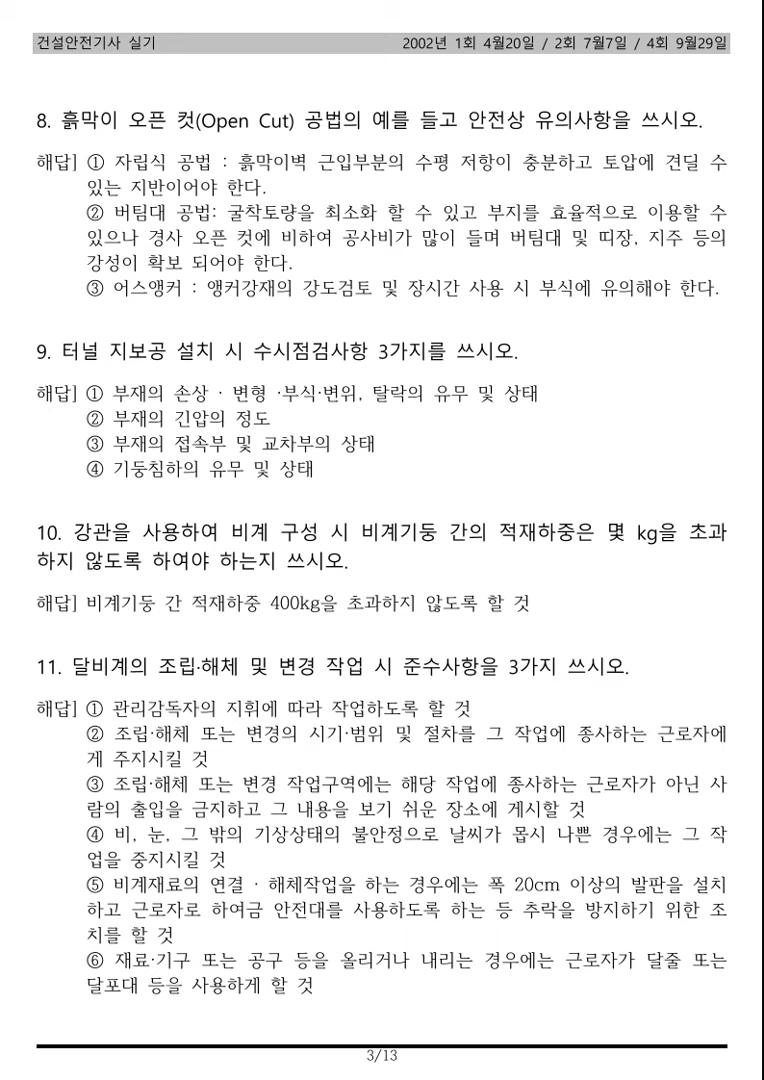 건설안전기사 실기 2002년 1회 4월20일 / 2회 7월7일 / 4회 9월29일
8. 흙막이 오픈 컷(Open Cut) 공법의 예를 들고 안전상 유의사항을 쓰시오.
해답] ① 자립식 공법 : 흙막이벽 근입부분의 수평 저항이 충분하고 토압에 견딜 수
있는 지반이어야 한다.
② 버팀대 공법: 굴착토량을 최소화 할 수 있고 부지를 효율적으로 이용할 수
있으나 경사 오픈 컷에 비하여 공사비가 많이 들며 버팀대 및 띠장, 지주 등의
강성이 확보 되어야 한다.
③ 어스앵커 : 앵커강재의 강도검토 및 장시간 사용 시 부식에 유의해야 한다.
9. 터널 지보공 설치 시 수시점검사항 3가지를 쓰시오.
해답] ① 부재의 손상 · 변형 ·부식·변위, 탈락의 유무 및 상태
② 부재의 긴압의 정도
③ 부재의 접속부 및 교차부의 상태
④ 기둥침하의 유무 및 상태
10. 강관을 사용하여 비계 구성 시 비계기둥 간의 적재하중은 몇 kg을 초과
하지 않도록 하여야 하는지 쓰시오.
해답] 비계기둥 간 적재하중 400kg을 초과하지 않도록 할 것
11. 달비계의 조립·해체 및 변경 작업 시 준수사항을 3가지 쓰시오.
해답] ① 관리감독자의 지휘에 따라 작업하도록 할 것
② 조립·해체 또는 변경의 시기·범위 및 절차를 그 작업에 종사하는 근로자에
게 주지시킬 것
③ 조립·해체 또는 변경 작업구역에는 해당 작업에 종사하는 근로자가 아닌 사
람의 출입을 금지하고 그 내용을 보기 쉬운 장소에 게시할 것
④ 비, 눈, 그 밖의 기상상태의 불안정으로 날씨가 몹시 나쁜 경우에는 그 작
업을 중지시킬 것
⑤ 비계재료의 연결 · 해체작업을 하는 경우에는 폭 20cm 이상의 발판을 설치
하고 근로자로 하여금 안전대를 사용하도록 하는 등 추락을 방지하기 위한 조
치를 할 것
⑥ 재료·기구 또는 공구 등을 올리거나 내리는 경우에는 근로자가 달줄 또는
달포대 등을 사용하게 할 것
3/13